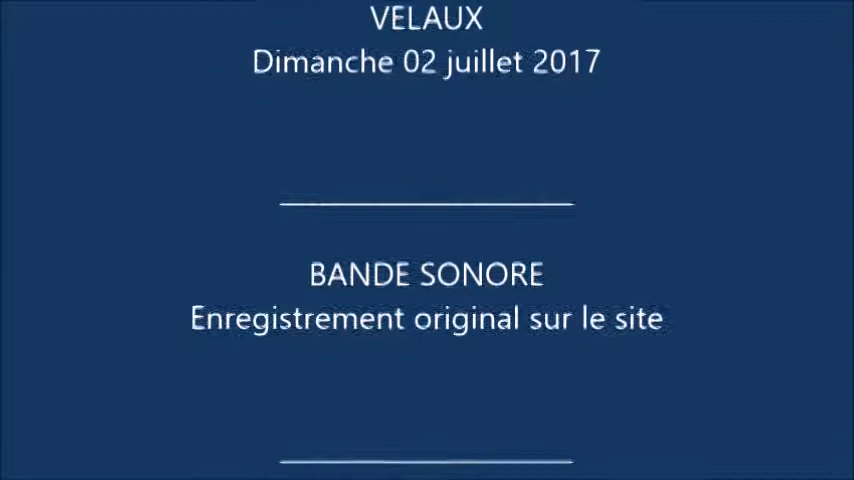 VELAUX
Dimanche 02 juillet 2017
BANDE SONORE
Enregistrement original sur le site